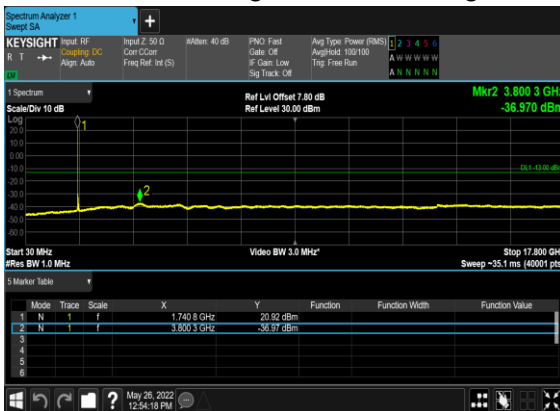 Spectrum Analyzer 1
Swept SA
KEYSIGHT
R T
LV
Input: RF
Coupling: DC
Align: Auto
Input Z: 50 Ω
Corr CCorr
Freq Ref: Int (S)
#Atten: 40 dB
PNO: Fast
Gate: Off
IF Gain: Low
Sig Track: Off
Avg Type: Power (RMS)
Avg|Hold: 100/100
Trig: Free Run
1 2 3 4 5 6
A W W W W W
A N N N N N
1 Spectrum
Scale/Div 10 dB
Ref Lvl Offset 7.80 dB
Ref Level 30.00 dBm
Mkr2 3.800 3 GHz
-36.970 dBm
Log
20.0
10.0
0.00
-10.0
-20.0
-30.0
-40.0
-50.0
-60.0
1
2
DL1 -13.00 dBm
Start 30 MHz
#Res BW 1.0 MHz
Video BW 3.0 MHz*
Stop 17.800 GHz
Sweep ~35.1 ms (40001 pts)
5 Marker Table
Mode Trace Scale X Y Function Function Width Function Value
1 N 1 f 1.740 8 GHz 20.92 dBm
2 N 1 f 3.800 3 GHz -36.97 dBm
3
4
5
6
?
May 26, 2022
12:54:18 PM